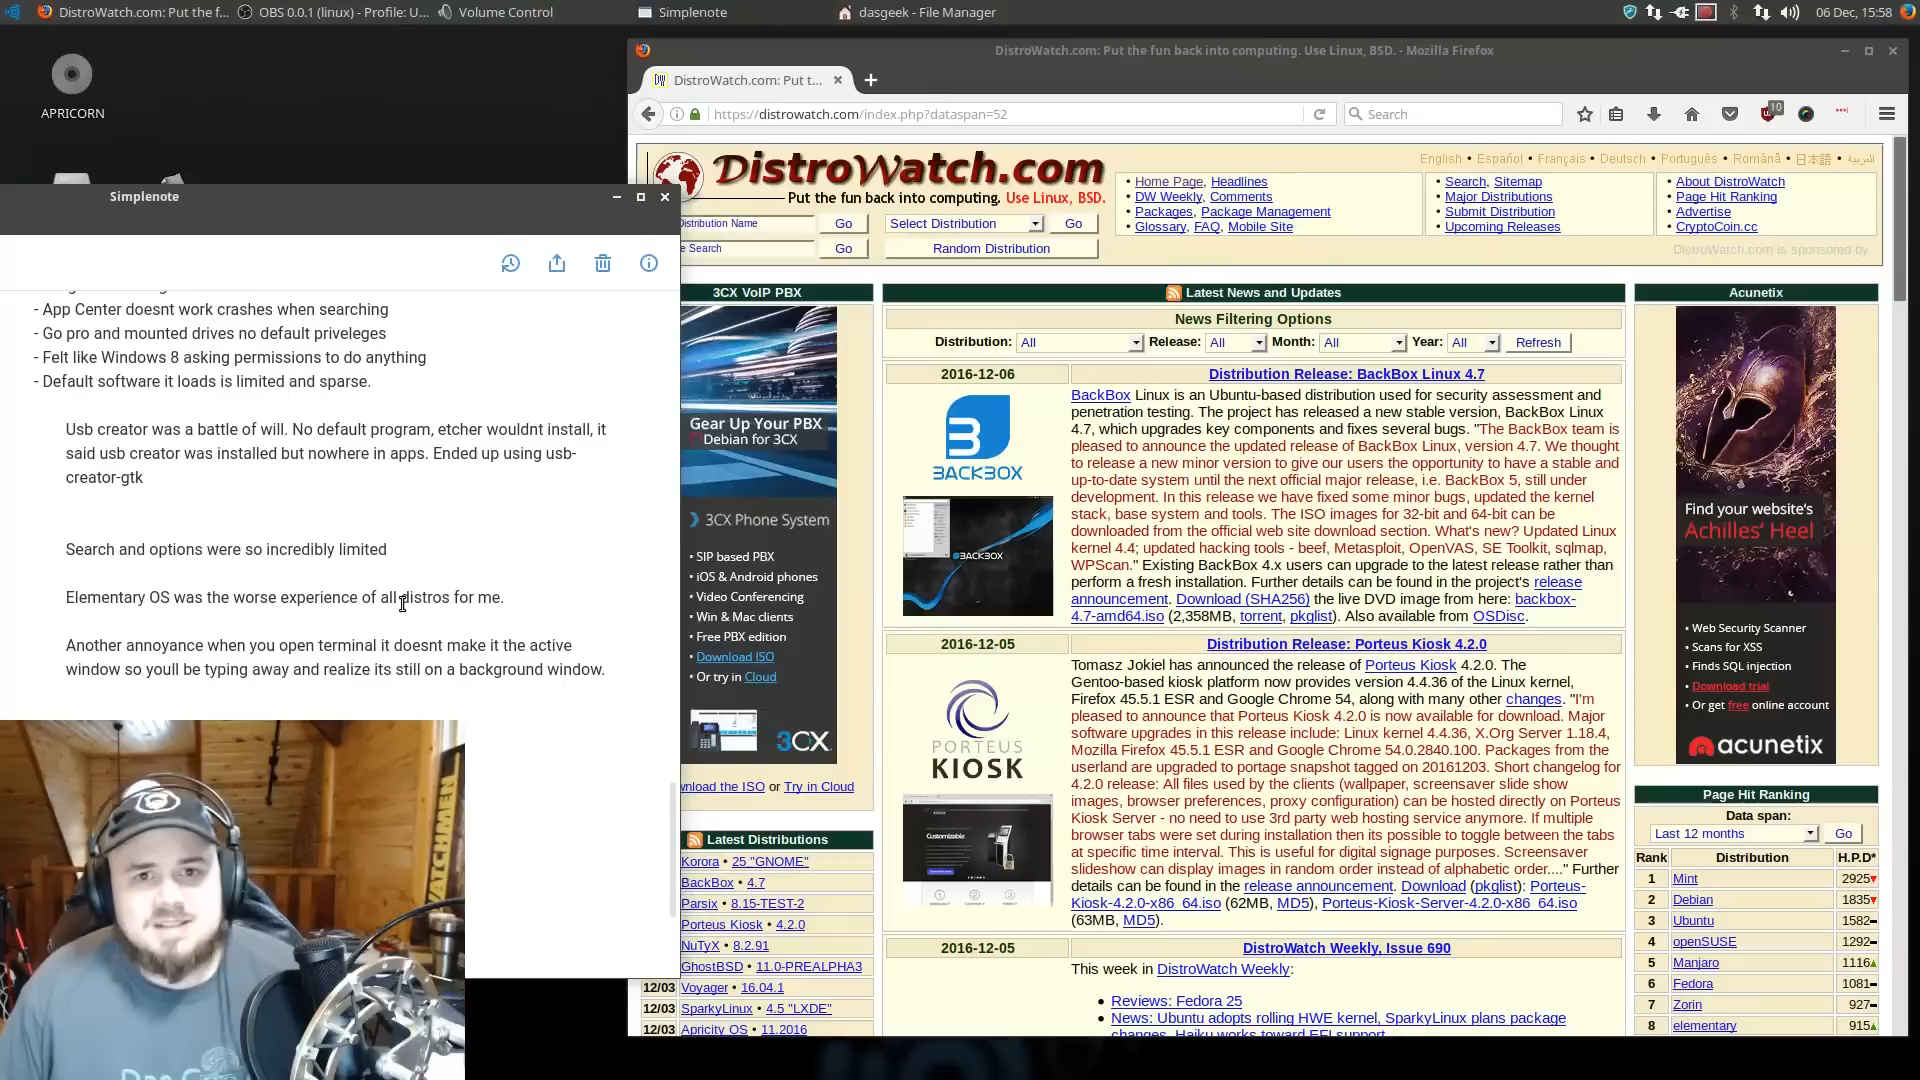 DistroWatch.com: Put the f...
OBS 0.0.1 (linux) - Profile: U...
Volume Control
Simplenote
dasgeek - File Manager
06 Dec, 15:58
APRICORN
DistroWatch.com: Put the fun back into computing. Use Linux, BSD. - Mozilla Firefox
DistroWatch.com: Put t...
https://distrowatch.com/index.php?dataspan=52
Search
10
DistroWatch.com
Put the fun back into computing. Use Linux, BSD.
English • Español • Français • Deutsch • Português • Română • 日本語 • العربية
• Home Page, Headlines
• DW Weekly, Comments
• Packages, Package Management
• Glossary, FAQ, Mobile Site
• Search, Sitemap
• Major Distributions
• Submit Distribution
• Upcoming Releases
• About DistroWatch
• Page Hit Ranking
• Advertise
• CryptoCoin.cc
DistroWatch.com is sponsored by
Distribution Name
Go
Select Distribution
Go
Search
Go
Random Distribution
Simplenote
- App Center doesnt work crashes when searching
- Go pro and mounted drives no default priveleges
- Felt like Windows 8 asking permissions to do anything
- Default software it loads is limited and sparse.
Usb creator was a battle of will. No default program, etcher wouldnt install, it
said usb creator was installed but nowhere in apps. Ended up using usb-
creator-gtk
Search and options were so incredibly limited
Elementary OS was the worse experience of all distros for me.
Another annoyance when you open terminal it doesnt make it the active
window so youll be typing away and realize its still on a background window.
3CX VoIP PBX
Gear Up Your PBX
Debian for 3CX
3CX Phone System
• SIP based PBX
• iOS & Android phones
• Video Conferencing
• Win & Mac clients
• Free PBX edition
• Download ISO
• Or try in Cloud
3CX
wnload the ISO or Try in Cloud
Latest Distributions
Korora • 25 "GNOME"
BackBox • 4.7
Parsix • 8.15-TEST-2
Porteus Kiosk • 4.2.0
NuTyX • 8.2.91
GhostBSD • 11.0-PREALPHA3
12/03 Voyager • 16.04.1
12/03 SparkyLinux • 4.5 "LXDE"
12/03 Apricity OS • 11.2016
Latest News and Updates
News Filtering Options
Distribution: All Release: All Month: All Year: All Refresh
2016-12-06
Distribution Release: BackBox Linux 4.7
BACKBOX
BACKBOX
BackBox Linux is an Ubuntu-based distribution used for security assessment and
penetration testing. The project has released a new stable version, BackBox Linux
4.7, which upgrades key components and fixes several bugs. "The BackBox team is
pleased to announce the updated release of BackBox Linux, version 4.7. We thought
to release a new minor version to give our users the opportunity to have a stable and
up-to-date system until the next official major release, i.e. BackBox 5, still under
development. In this release we have fixed some minor bugs, updated the kernel
stack, base system and tools. The ISO images for 32-bit and 64-bit can be
downloaded from the official web site download section. What's new? Updated Linux
kernel 4.4; updated hacking tools - beef, Metasploit, OpenVAS, SE Toolkit, sqlmap,
WPScan." Existing BackBox 4.x users can upgrade to the latest release rather than
perform a fresh installation. Further details can be found in the project's release
announcement. Download (SHA256) the live DVD image from here: backbox-
4.7-amd64.iso (2,358MB, torrent, pkglist). Also available from OSDisc.
2016-12-05
Distribution Release: Porteus Kiosk 4.2.0
PORTEUS
KIOSK
Customizable
Tomasz Jokiel has announced the release of Porteus Kiosk 4.2.0. The
Gentoo-based kiosk platform now provides version 4.4.36 of the Linux kernel,
Firefox 45.5.1 ESR and Google Chrome 54, along with many other changes. "I'm
pleased to announce that Porteus Kiosk 4.2.0 is now available for download. Major
software upgrades in this release include: Linux kernel 4.4.36, X.Org Server 1.18.4,
Mozilla Firefox 45.5.1 ESR and Google Chrome 54.0.2840.100. Packages from the
userland are upgraded to portage snapshot tagged on 20161203. Short changelog for
4.2.0 release: All files used by the clients (wallpaper, screensaver slide show
images, browser preferences, proxy configuration) can be hosted directly on Porteus
Kiosk Server - no need to use 3rd party web hosting service anymore. If multiple
browser tabs were set during installation then its possible to toggle between the tabs
at specific time interval. This is useful for digital signage purposes. Screensaver
slideshow can display images in random order instead of alphabetic order...." Further
details can be found in the release announcement. Download (pkglist): Porteus-
Kiosk-4.2.0-x86_64.iso (62MB, MD5), Porteus-Kiosk-Server-4.2.0-x86_64.iso
(63MB, MD5).
2016-12-05
DistroWatch Weekly, Issue 690
This week in DistroWatch Weekly:
• Reviews: Fedora 25
• News: Ubuntu adopts rolling HWE kernel, SparkyLinux plans package
changes, Haiku works toward EFI support
Acunetix
Find your website's
Achilles' Heel
• Web Security Scanner
• Scans for XSS
• Finds SQL injection
• Download trial
• Or get free online account
acunetix
Page Hit Ranking
Data span:
Last 12 months
Go
Rank Distribution H.P.D*
1 Mint 2925
2 Debian 1835
3 Ubuntu 1582
4 openSUSE 1292
5 Manjaro 1116
6 Fedora 1081
7 Zorin 927
8 elementary 915
WATCHMEN